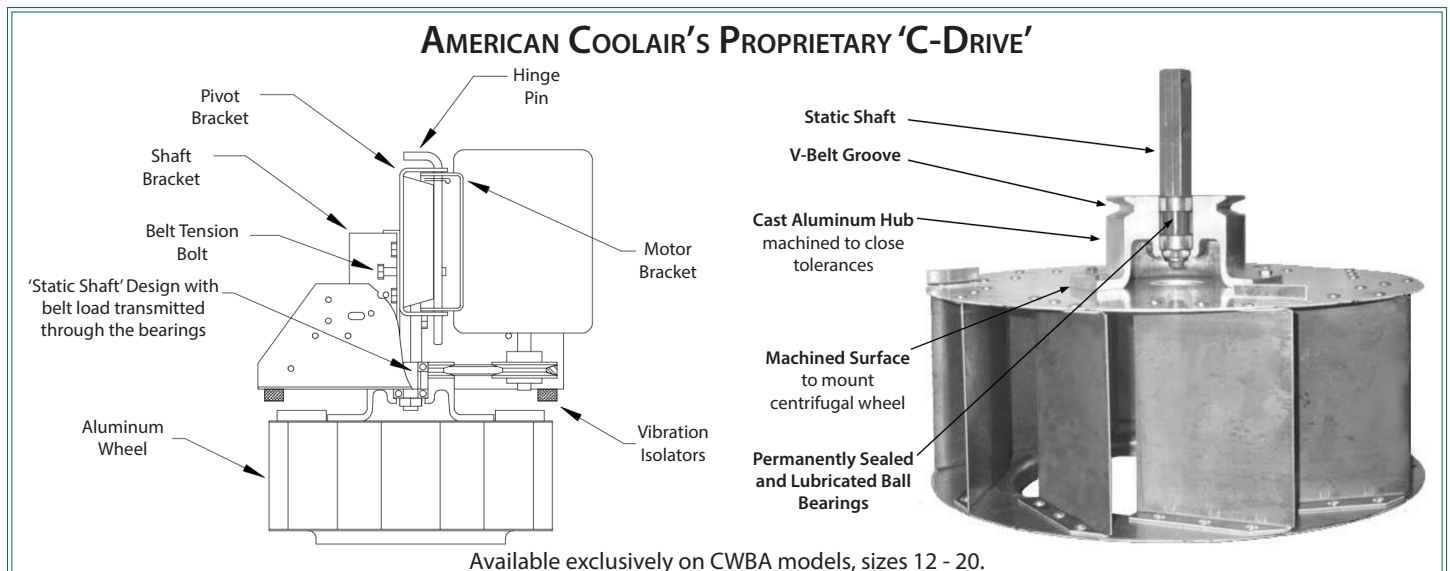 AMERICAN COOLAIR'S PROPRIETARY 'C-DRIVE'
Hinge
Pin
Pivot
Bracket
Shaft
Bracket
Belt Tension
Bolt
'Static Shaft' Design with
belt load transmitted
through the bearings
Motor
Bracket
Aluminum
Wheel
Vibration
Isolators
Static Shaft
V-Belt Groove
Cast Aluminum Hub
machined to close
tolerances
Machined Surface
to mount
centrifugal wheel
Permanently Sealed
and Lubricated Ball
Bearings
Available exclusively on CWBA models, sizes 12 - 20.